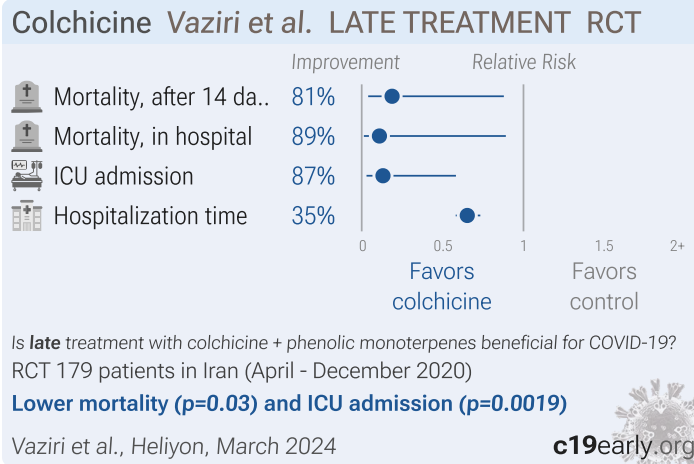 Colchicine Vaziri et al. LATE TREATMENT RCT
Improvement Relative Risk
Mortality, after 14 da.. 81%
Mortality, in hospital 89%
ICU admission 87%
Hospitalization time 35%
0 0.5 1 1.5 2+
Favors colchicine Favors control
Is late treatment with colchicine + phenolic monoterpenes beneficial for COVID-19?
RCT 179 patients in Iran (April - December 2020)
Lower mortality (p=0.03) and ICU admission (p=0.0019)
Vaziri et al., Heliyon, March 2024 c19early.org